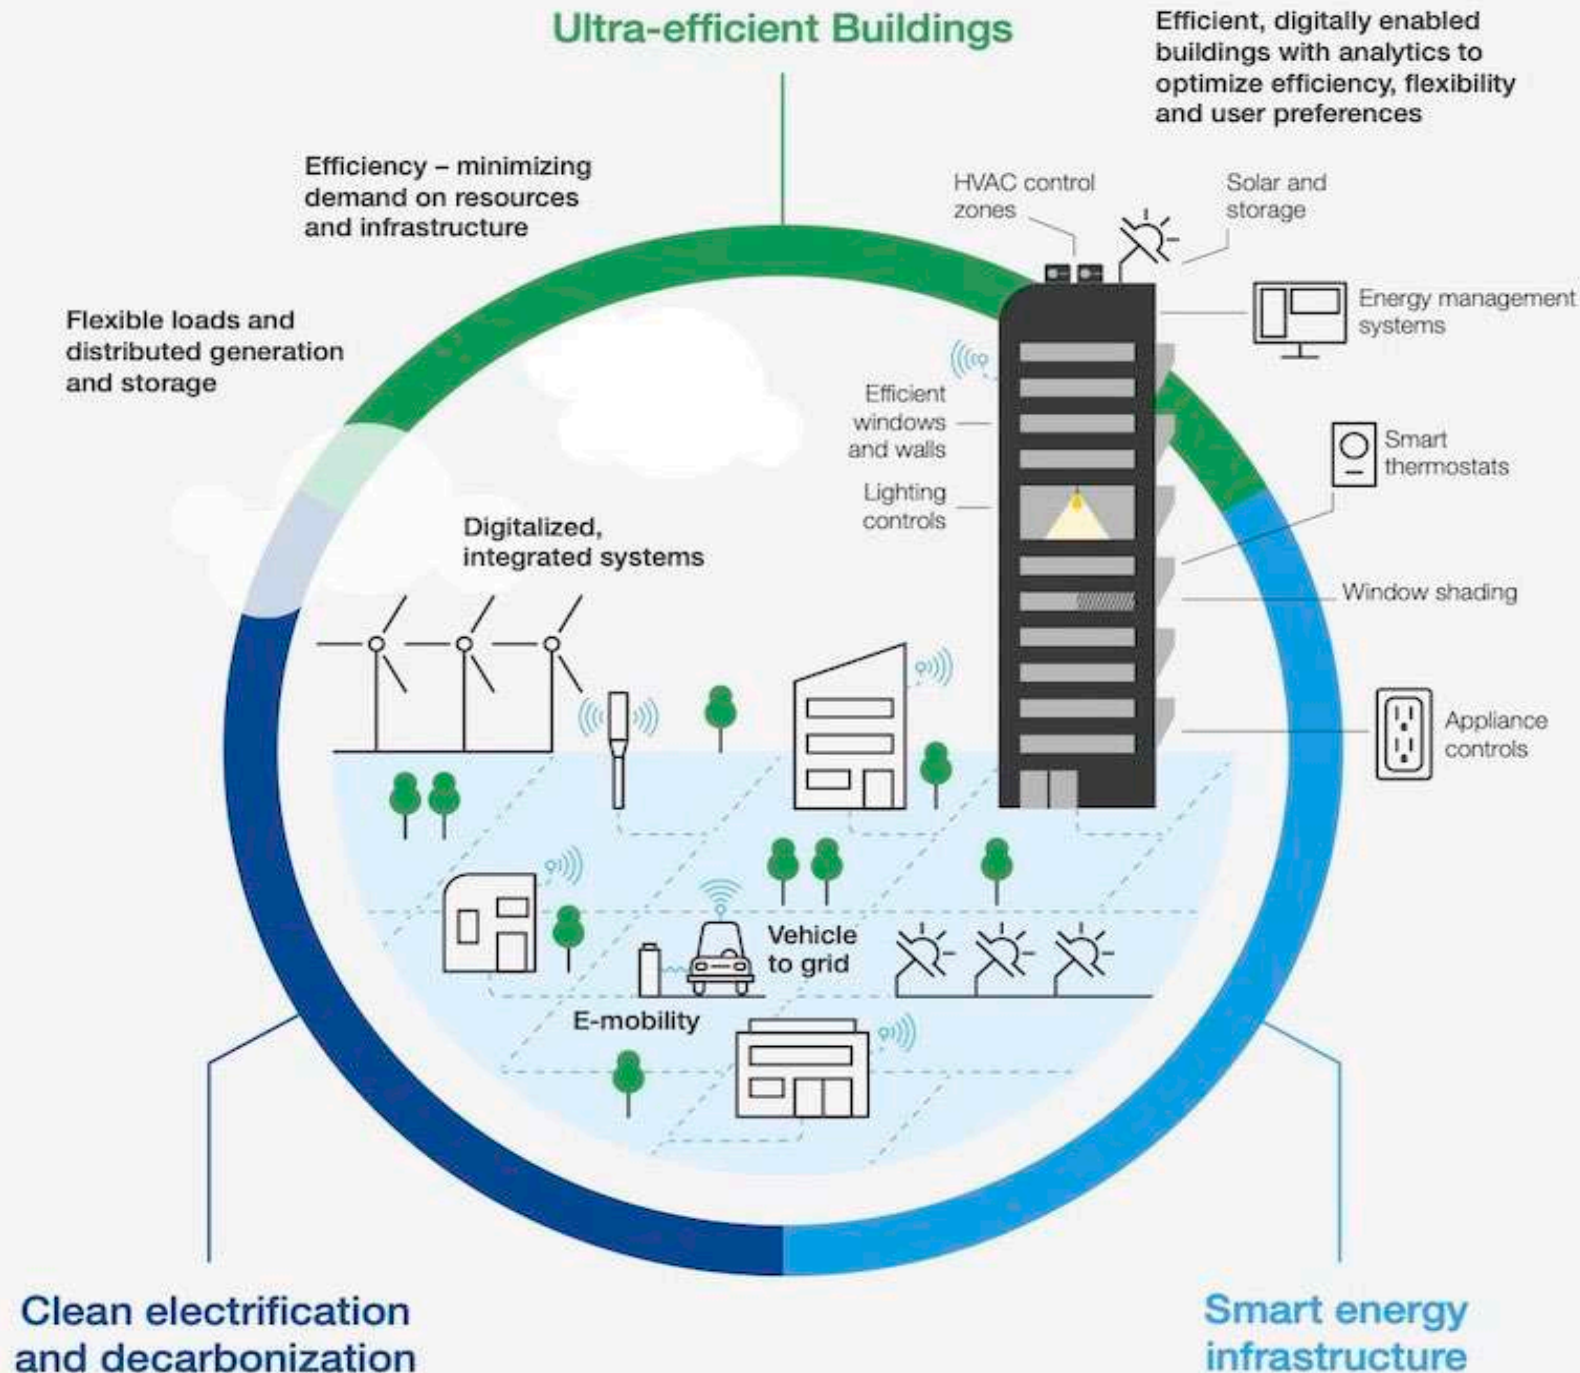 Ultra-efficient Buildings
Efficient, digitally enabled
buildings with analytics to
optimize efficiency, flexibility
and user preferences
Efficiency – minimizing
demand on resources
and infrastructure
HVAC control
zones
Solar and
storage
Flexible loads and
distributed generation
and storage
Energy management
systems
Efficient
windows
and walls
Smart
thermostats
Lighting
controls
Digitalized,
integrated systems
Window shading
Appliance
controls
Vehicle
to grid
E-mobility
Clean electrification
and decarbonization
Smart energy
infrastructure